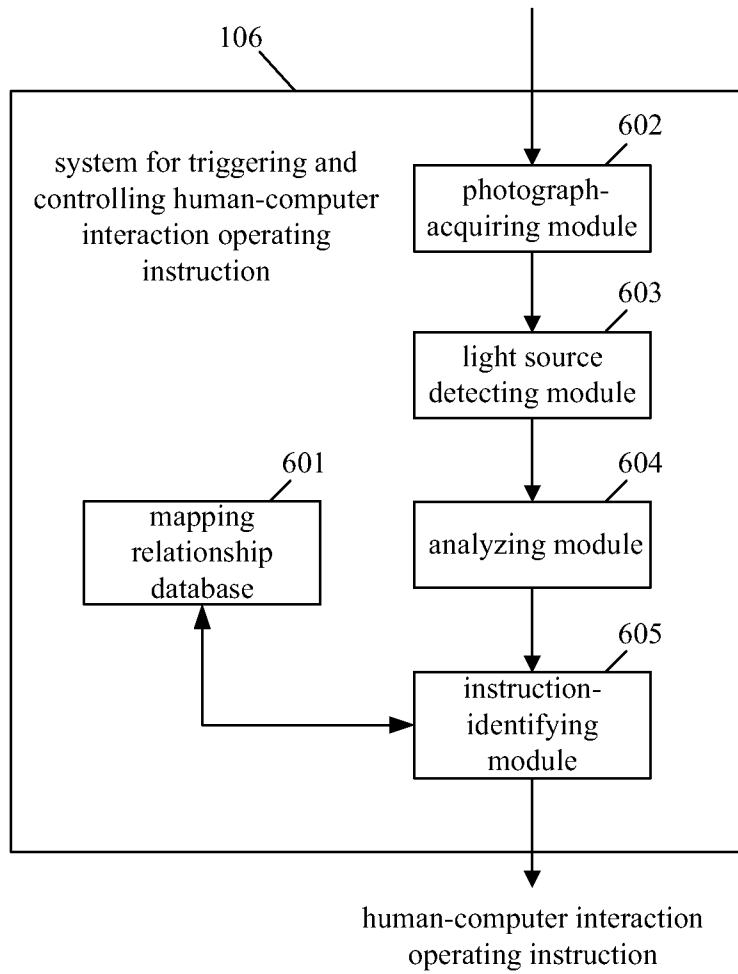 106
602
system for triggering and
controlling human-computer
interaction operating
instruction
photograph-
acquiring module
603
light source
detecting module
601
604
mapping
relationship
database
analyzing module
605
instruction-
identifying
module
human-computer interaction
operating instruction